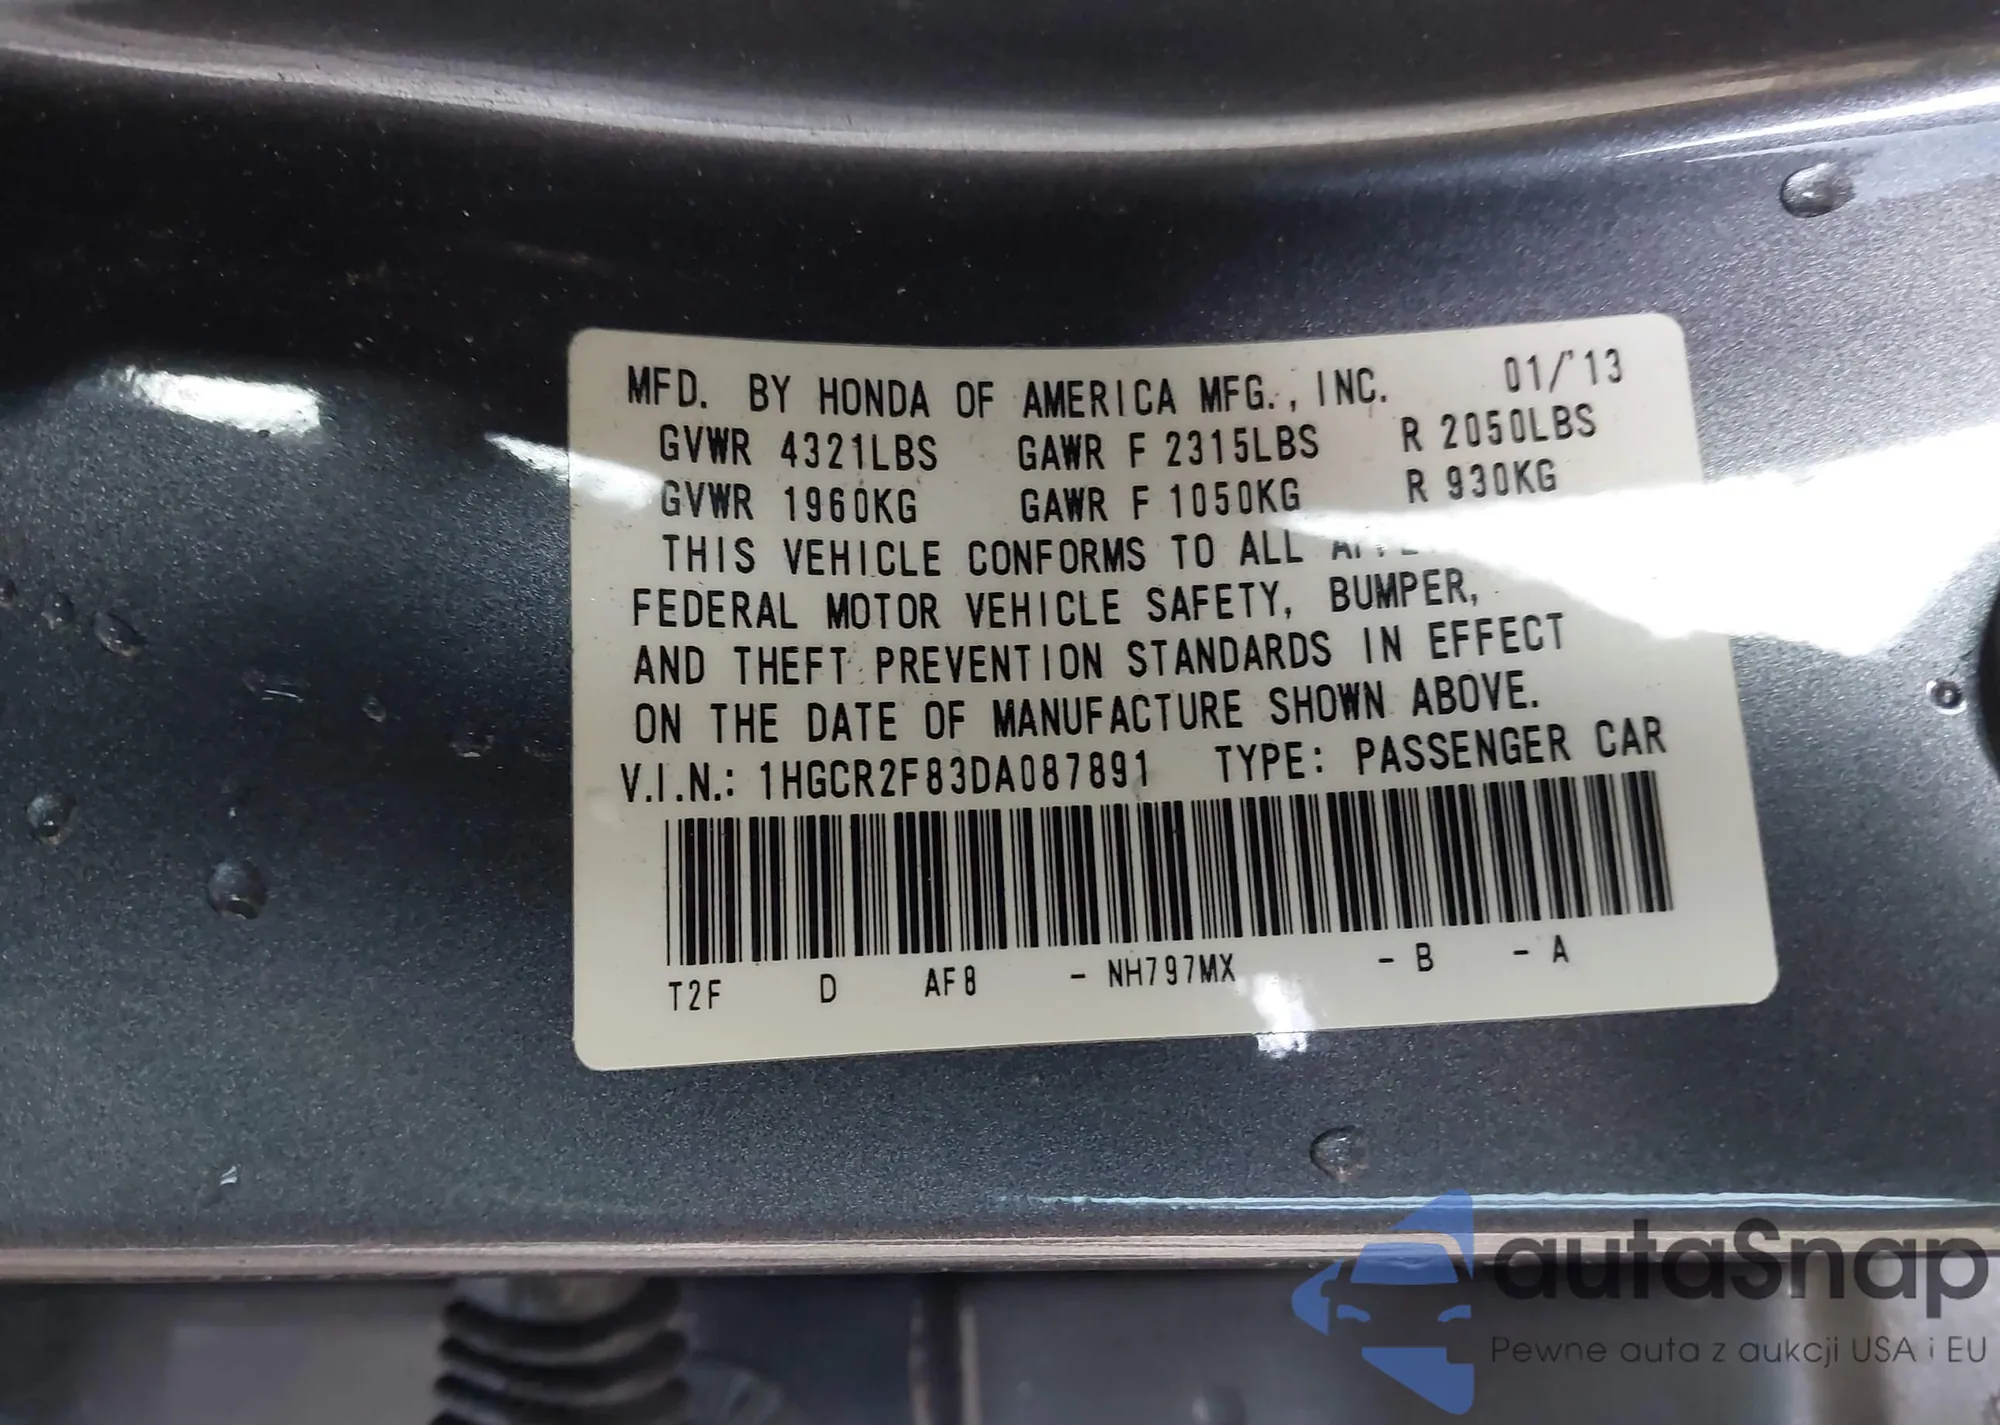 MFD. BY HONDA OF AMERICA MFG., INC. 01/'13
GVWR 4321LBS GAWR F 2315LBS R 2050LBS
GVWR 1960KG GAWR F 1050KG R 930KG
THIS VEHICLE CONFORMS TO ALL
FEDERAL MOTOR VEHICLE SAFETY, BUMPER,
AND THEFT PREVENTION STANDARDS IN EFFECT
ON THE DATE OF MANUFACTURE SHOWN ABOVE.
V.I.N.: 1HGCR2F83DA087891 TYPE: PASSENGER CAR
T2F D AF8 - NH797MX - B - A
autaSnap
Pewne auta z aukcji USA i EU